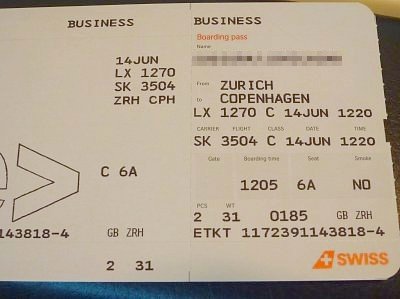 BUSINESS
14JUN
LX 1270
SK 3504
ZRH CPH
C 6A
143818-4 GB ZRH
2 31
BUSINESS
Boarding pass
Name
From ZURICH
to COPENHAGEN
LX 1270 C 14JUN 1220
CARRIER FLIGHT CLASS DATE TIME
SK 3504 C 14JUN 1220
Gate Boarding time Seat Smoke
1205 6A NO
PCS WT
2 31 0185 GB ZRH
ETKT 1172391143818-4
SWISS